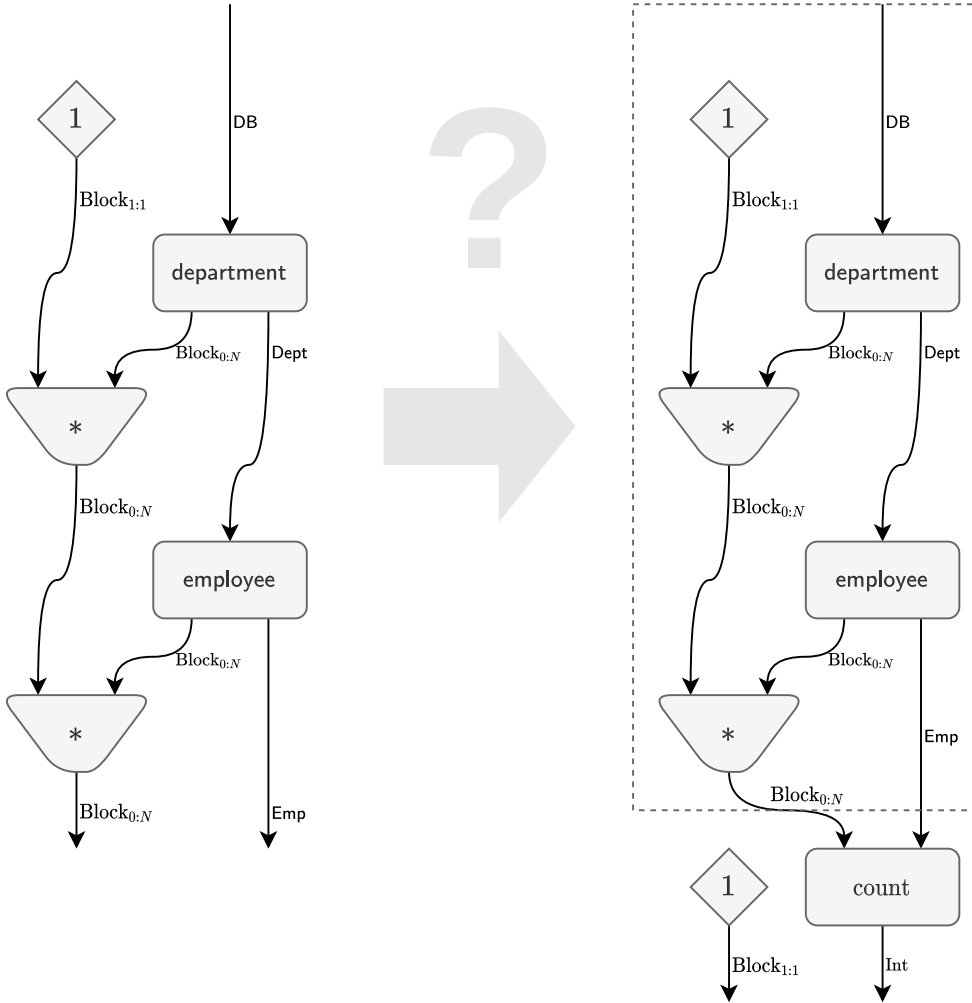 1
DB
Block1:1
department
Block0:N
Dept
*
Block0:N
employee
Block0:N
*
Block0:N
Emp
?
1
DB
Block1:1
department
Block0:N
Dept
*
Block0:N
employee
Block0:N
*
Emp
Block0:N
1
count
Block1:1
Int